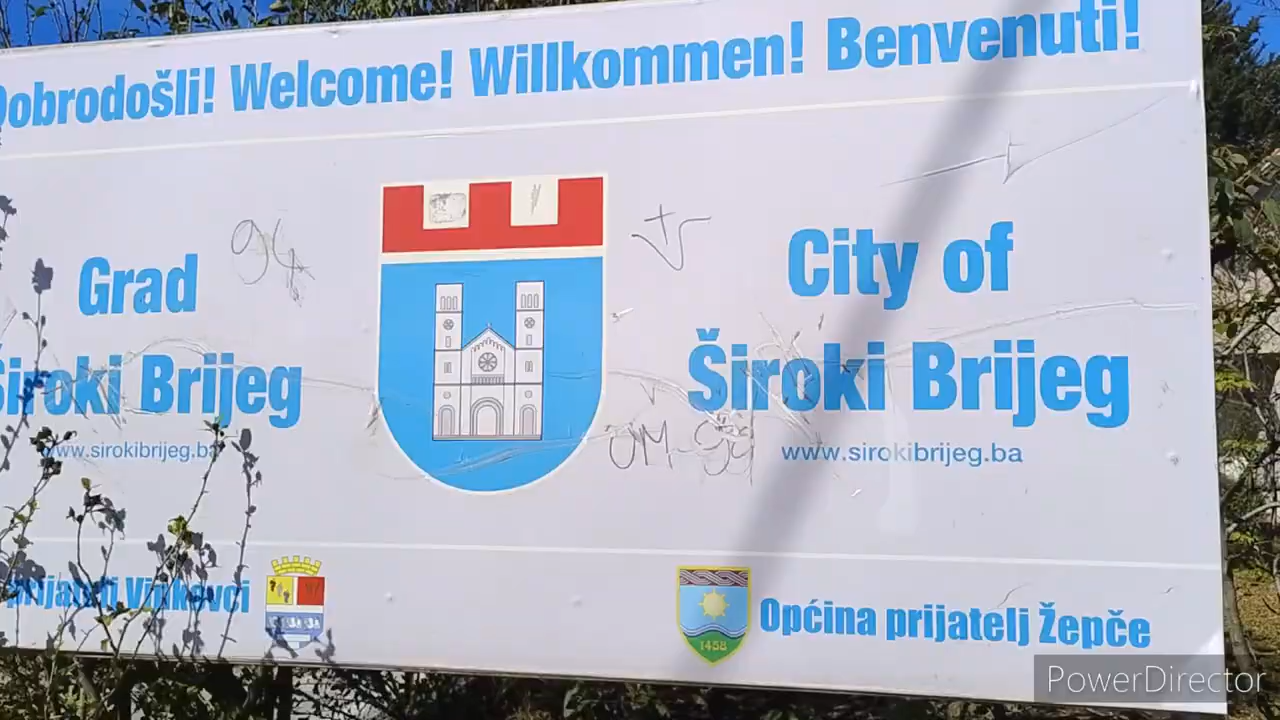 Dobrodošli! Welcome! Willkommen! Benvenuti!
94
Grad
Široki Brijeg
www.sirokibrijeg.ba
City of
Široki Brijeg
www.sirokibrijeg.ba
prijatelj Vinkovci
1458
Općina prijatelj Žepče
PowerDirector